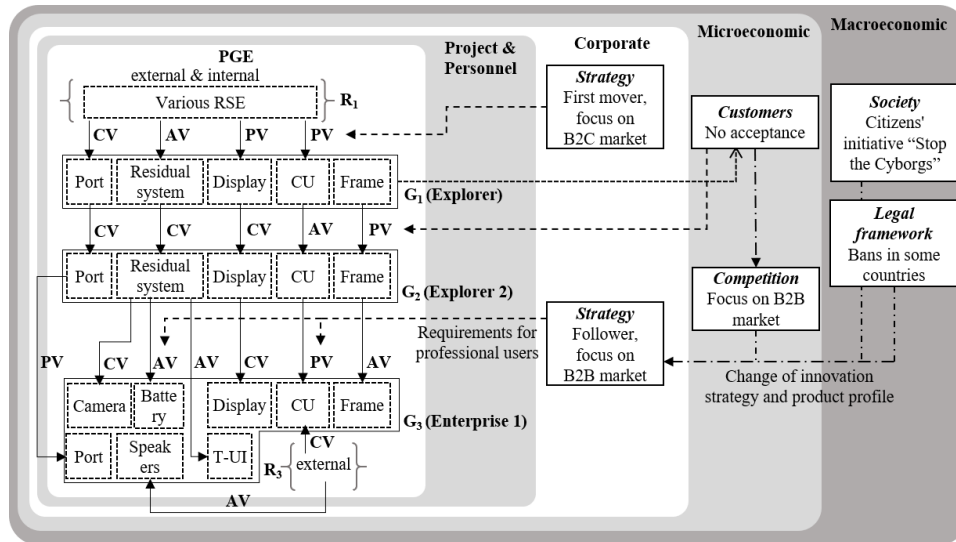 Macroeconomic
Microeconomic
Corporate
Project &
Personnel
PGE
external & internal
Various RSE
R1
CV
AV
PV
PV
Port
Residual
system
Display
CU
Frame
G1 (Explorer)
CV
CV
CV
AV
PV
Port
Residual
system
Display
CU
Frame
G2 (Explorer 2)
PV
CV
AV
AV
CV
PV
AV
Camera
Batte
ry
Display
CU
Frame
G3 (Enterprise 1)
Port
Speak
ers
T-UI
CV
R3
external
AV
Strategy
First mover,
focus on
B2C market
Requirements for
professional users
Strategy
Follower,
focus on
B2B market
Customers
No acceptance
Competition
Focus on B2B
market
Society
Citizens'
initiative “Stop
the Cyborgs”
Legal
framework
Bans in some
countries
Change of innovation
strategy and product profile